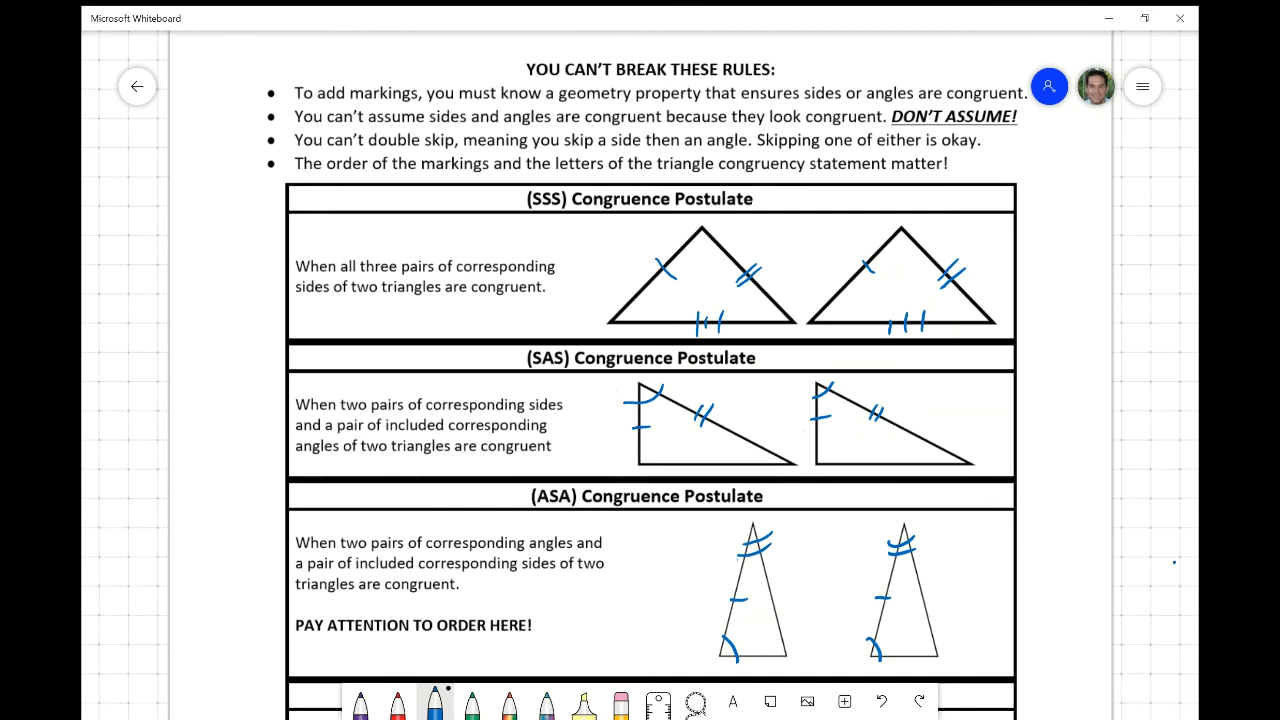 Microsoft Whiteboard
YOU CAN'T BREAK THESE RULES:
• To add markings, you must know a geometry property that ensures sides or angles are congruent.
• You can't assume sides and angles are congruent because they look congruent. DON'T ASSUME!
• You can't double skip, meaning you skip a side then an angle. Skipping one of either is okay.
• The order of the markings and the letters of the triangle congruency statement matter!
(SSS) Congruence Postulate
When all three pairs of corresponding
sides of two triangles are congruent.
(SAS) Congruence Postulate
When two pairs of corresponding sides
and a pair of included corresponding
angles of two triangles are congruent
(ASA) Congruence Postulate
When two pairs of corresponding angles and
a pair of included corresponding sides of two
triangles are congruent.
PAY ATTENTION TO ORDER HERE!